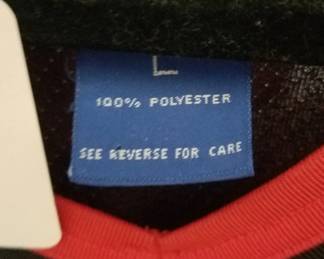 L
100% POLYESTER
SEE REVERSE FOR CARE